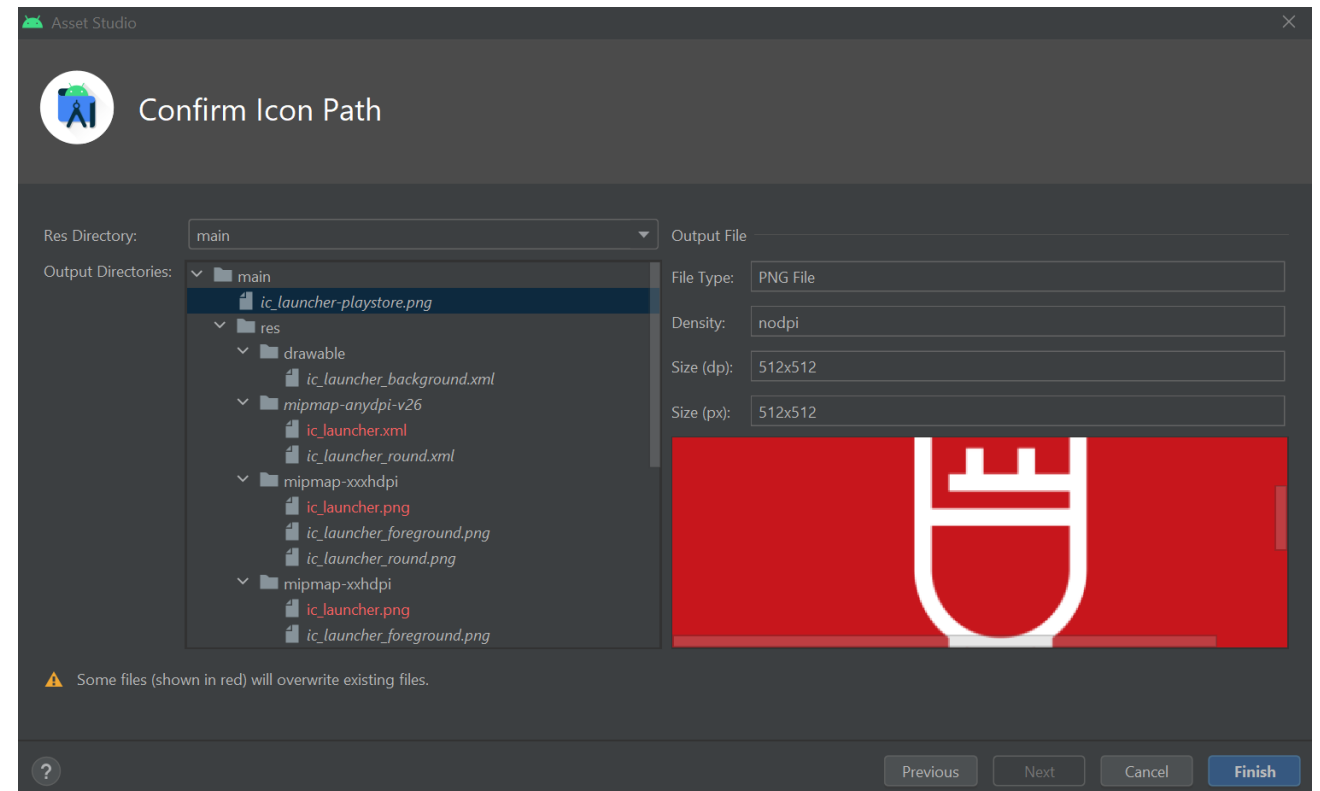 Asset Studio
Confirm Icon Path
Res Directory:
main
Output Directories:
main
ic_launcher-playstore.png
res
drawable
ic_launcher_background.xml
mipmap-anydpi-v26
ic_launcher.xml
ic_launcher_round.xml
mipmap-xxxhdpi
ic_launcher.png
ic_launcher_foreground.png
ic_launcher_round.png
mipmap-xxhdpi
ic_launcher.png
ic_launcher_foreground.png
Output File
File Type: PNG File
Density: nodpi
Size (dp): 512x512
Size (px): 512x512
Some files (shown in red) will overwrite existing files.
? Previous Next Cancel Finish